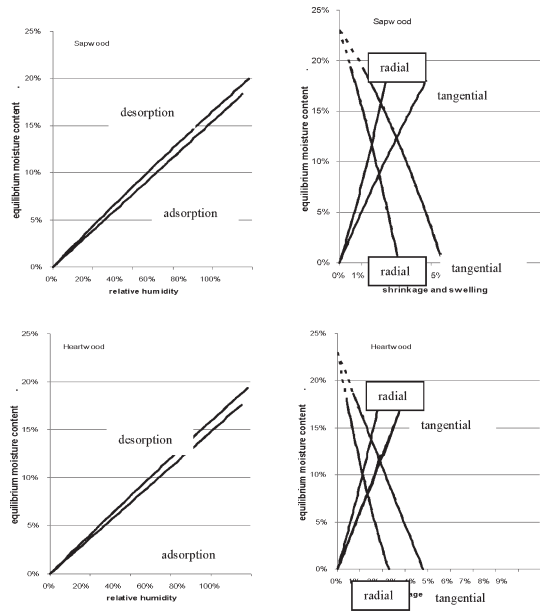 Sapwood
25%
20%
15%
10%
5%
0%
equilibrium moisture content .
desorption
adsorption
0% 20% 40% 60% 80% 100%
relative humidity
Sapwood
25%
20%
15%
10%
5%
0%
equilibrium moisture content .
radial
tangential
0% 1% 5%
radial
tangential
shrinkage and swelling
Heartwood
25%
20%
15%
10%
5%
0%
equilibrium moisture content .
desorption
adsorption
0% 20% 40% 60% 80% 100%
relative humidity
Heartwood
25%
20%
15%
10%
5%
0%
equilibrium moisture content .
radial
tangential
5% 6% 7% 8% 9%
radial
tangential